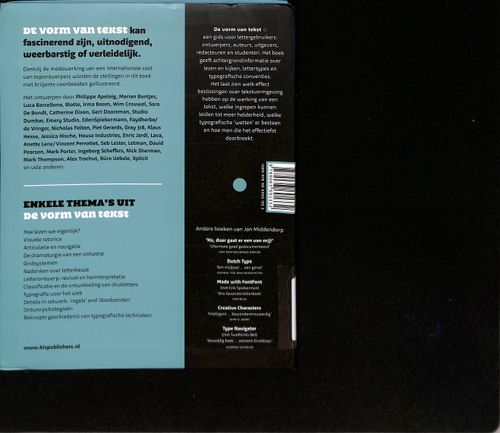 De vorm van tekst kan
fascinerend zijn, uitnodigend,
weerbarstig of verleidelijk.
Dankzij de medewerking van een internationale cast
van topontwerpers worden de stellingen in dit boek
met briljante voorbeelden geïllustreerd.
Met ontwerpen door Philippe Apeloig, Marian Bantjes,
Luca Barcellona, Blotto, Irma Boom, Wim Crouwel, Sara
De Bondt, Catherine Dixon, Gert Dooreman, Studio
Dumbar, Emery Studio, EdenSpiekermann, Faydherbe/
de Vringer, Nicholas Felton, Piet Gerards, Gray 318, Klaus
Hesse, Jessica Hische, House Industries, Enric Jardí, Lava,
Anette Lenz/Vincent Perrottet, Seb Lester, Letman, David
Pearson, Mark Porter, Ingeborg Scheffers, Nick Sherman,
Mark Thompson, Alex Trochut, Büro Uebele, Xplicit
en vele anderen.
Enkele thema's uit
De vorm van tekst
Hoe lezen we eigenlijk?
Visuele retorica
Articulatie en navigatie
De dramaturgie van een ontwerp
Gridsystemen
Nadenken over letterkeuze
Letterontwerp: revival en herinterpretatie
Classificatie en de ontwikkeling van drukletters
Typografie voor het web
Details in zetwerk: 'regels' and 'doodzonden'
Ontwerpstrategieën
Beknopte geschiedenis van typografische technieken
www.bispublishers.nl
De vorm van tekst is
een gids voor lettergebruikers:
ontwerpers, auteurs, uitgevers,
redacteuren en studenten. Het boek
geeft achtergrondinformatie over
lezen en kijken, lettertypes en
typografische conventies.
Het laat zien welk effect
beslissingen over tekstvormgeving
hebben op de werking van een
tekst, welke ingrepen kunnen
leiden tot meer helderheid, welke
typografische 'wetten' er bestaan
en hoe men die het effectiefst
doorbreekt.
Andere boeken van Jan Middendorp
'Ha, daar gaat er een van mij!'
Dutch Type
Made with FontFont
Creative Characters
Type Navigator